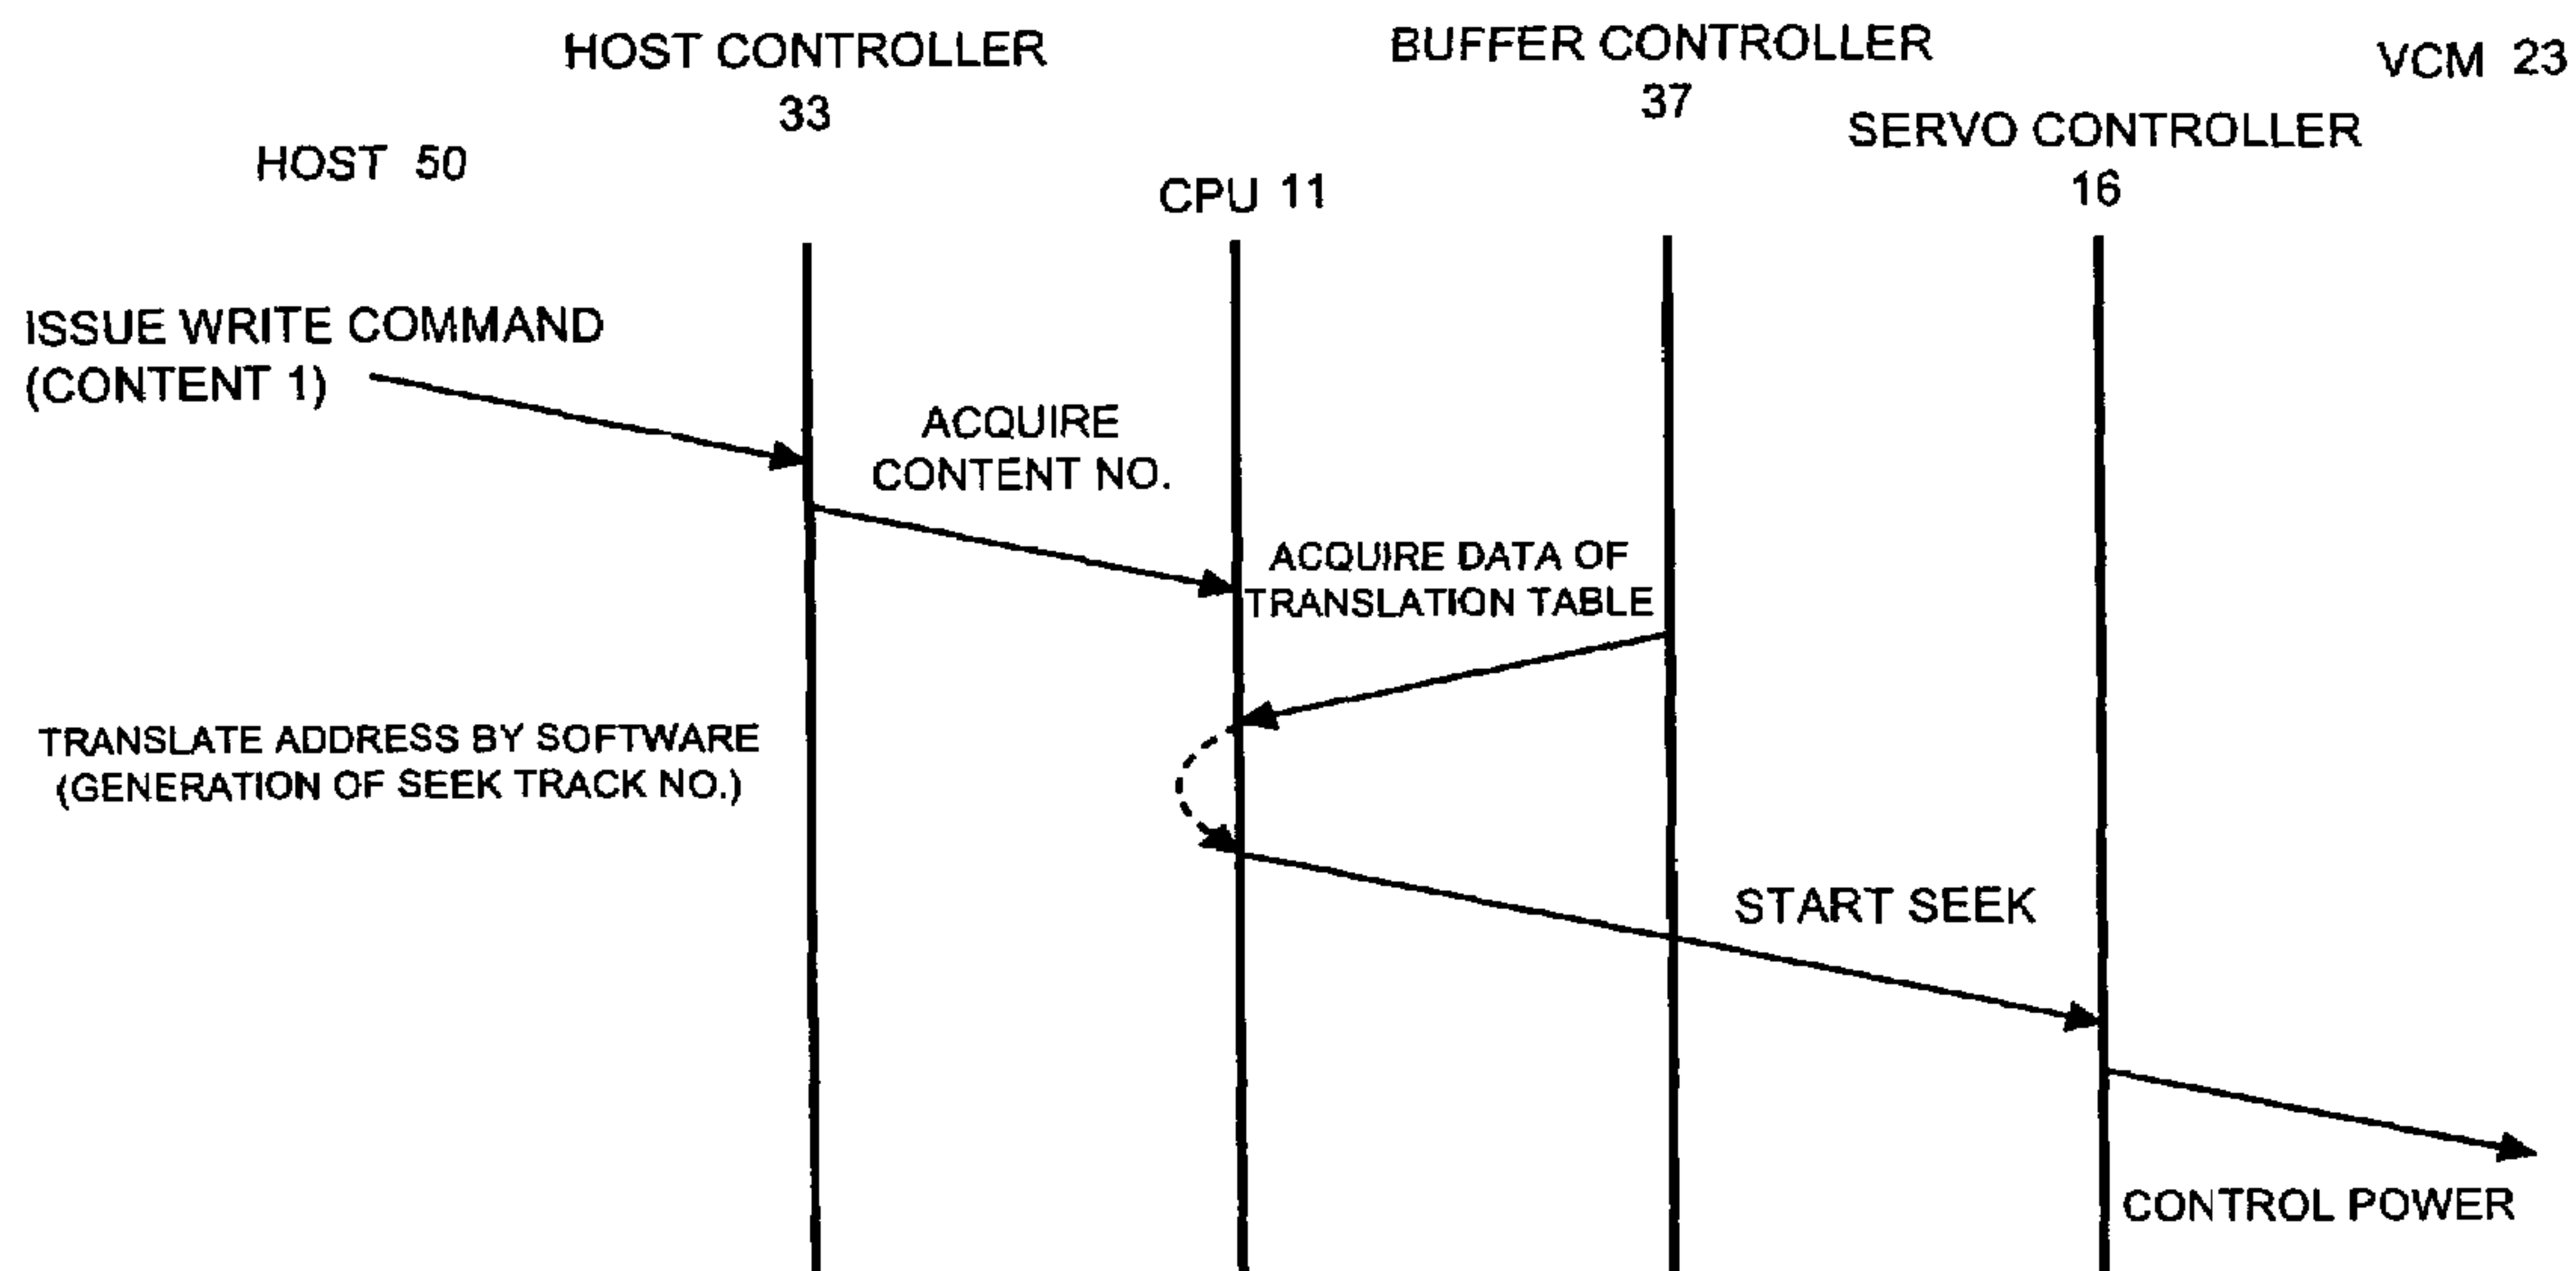 HOST CONTROLLER
33
BUFFER CONTROLLER
37
VCM 23
SERVO CONTROLLER
16
HOST 50
CPU 11
ISSUE WRITE COMMAND
(CONTENT 1)
ACQUIRE
CONTENT NO.
ACQUIRE DATA OF
TRANSLATION TABLE
TRANSLATE ADDRESS BY SOFTWARE
(GENERATION OF SEEK TRACK NO.)
START SEEK
CONTROL POWER